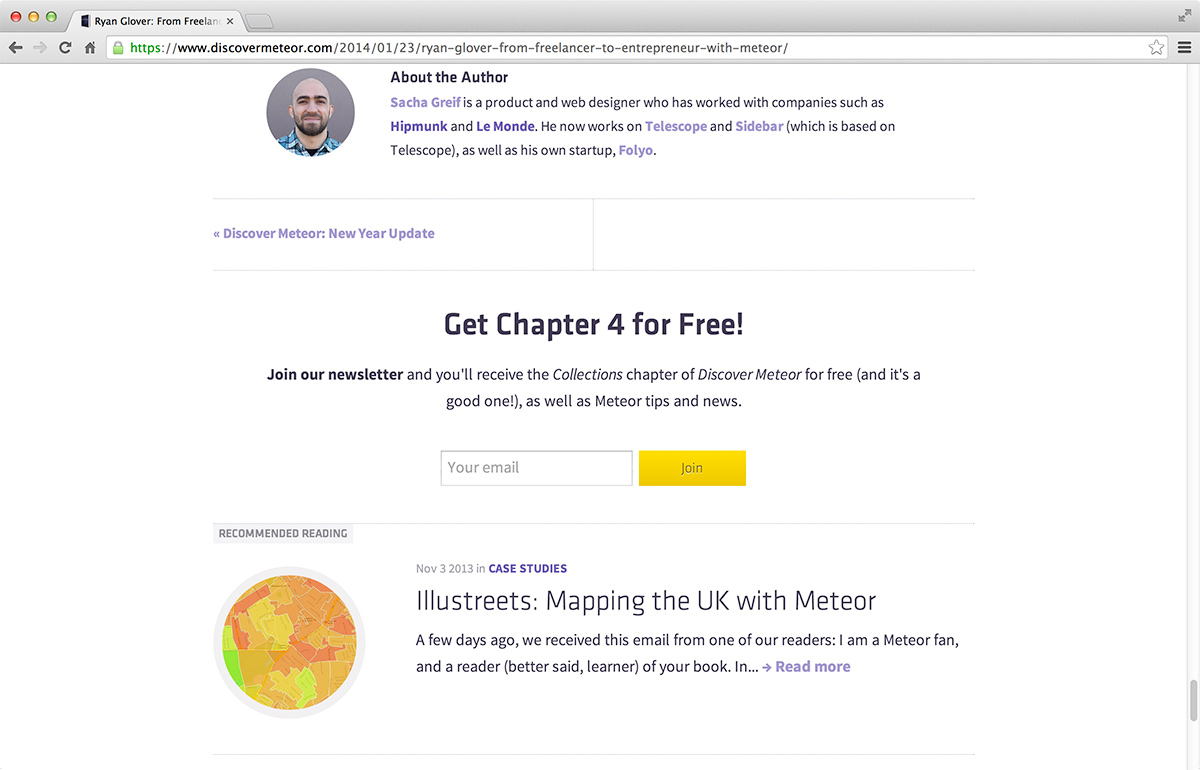 Ryan Glover: From Freelan
https://www.discovermeteor.com/2014/01/23/ryan-glover-from-freelancer-to-entrepreneur-with-meteor/
About the Author
Sacha Greif is a product and web designer who has worked with companies such as
Hipmunk and Le Monde. He now works on Telescope and Sidebar (which is based on
Telescope), as well as his own startup, Folyo.
« Discover Meteor: New Year Update
Get Chapter 4 for Free!
Join our newsletter and you'll receive the Collections chapter of Discover Meteor for free (and it's a
good one!), as well as Meteor tips and news.
Your email
Join
RECOMMENDED READING
Nov 3 2013 in CASE STUDIES
Illustreets: Mapping the UK with Meteor
A few days ago, we received this email from one of our readers: I am a Meteor fan,
and a reader (better said, learner) of your book. In... → Read more